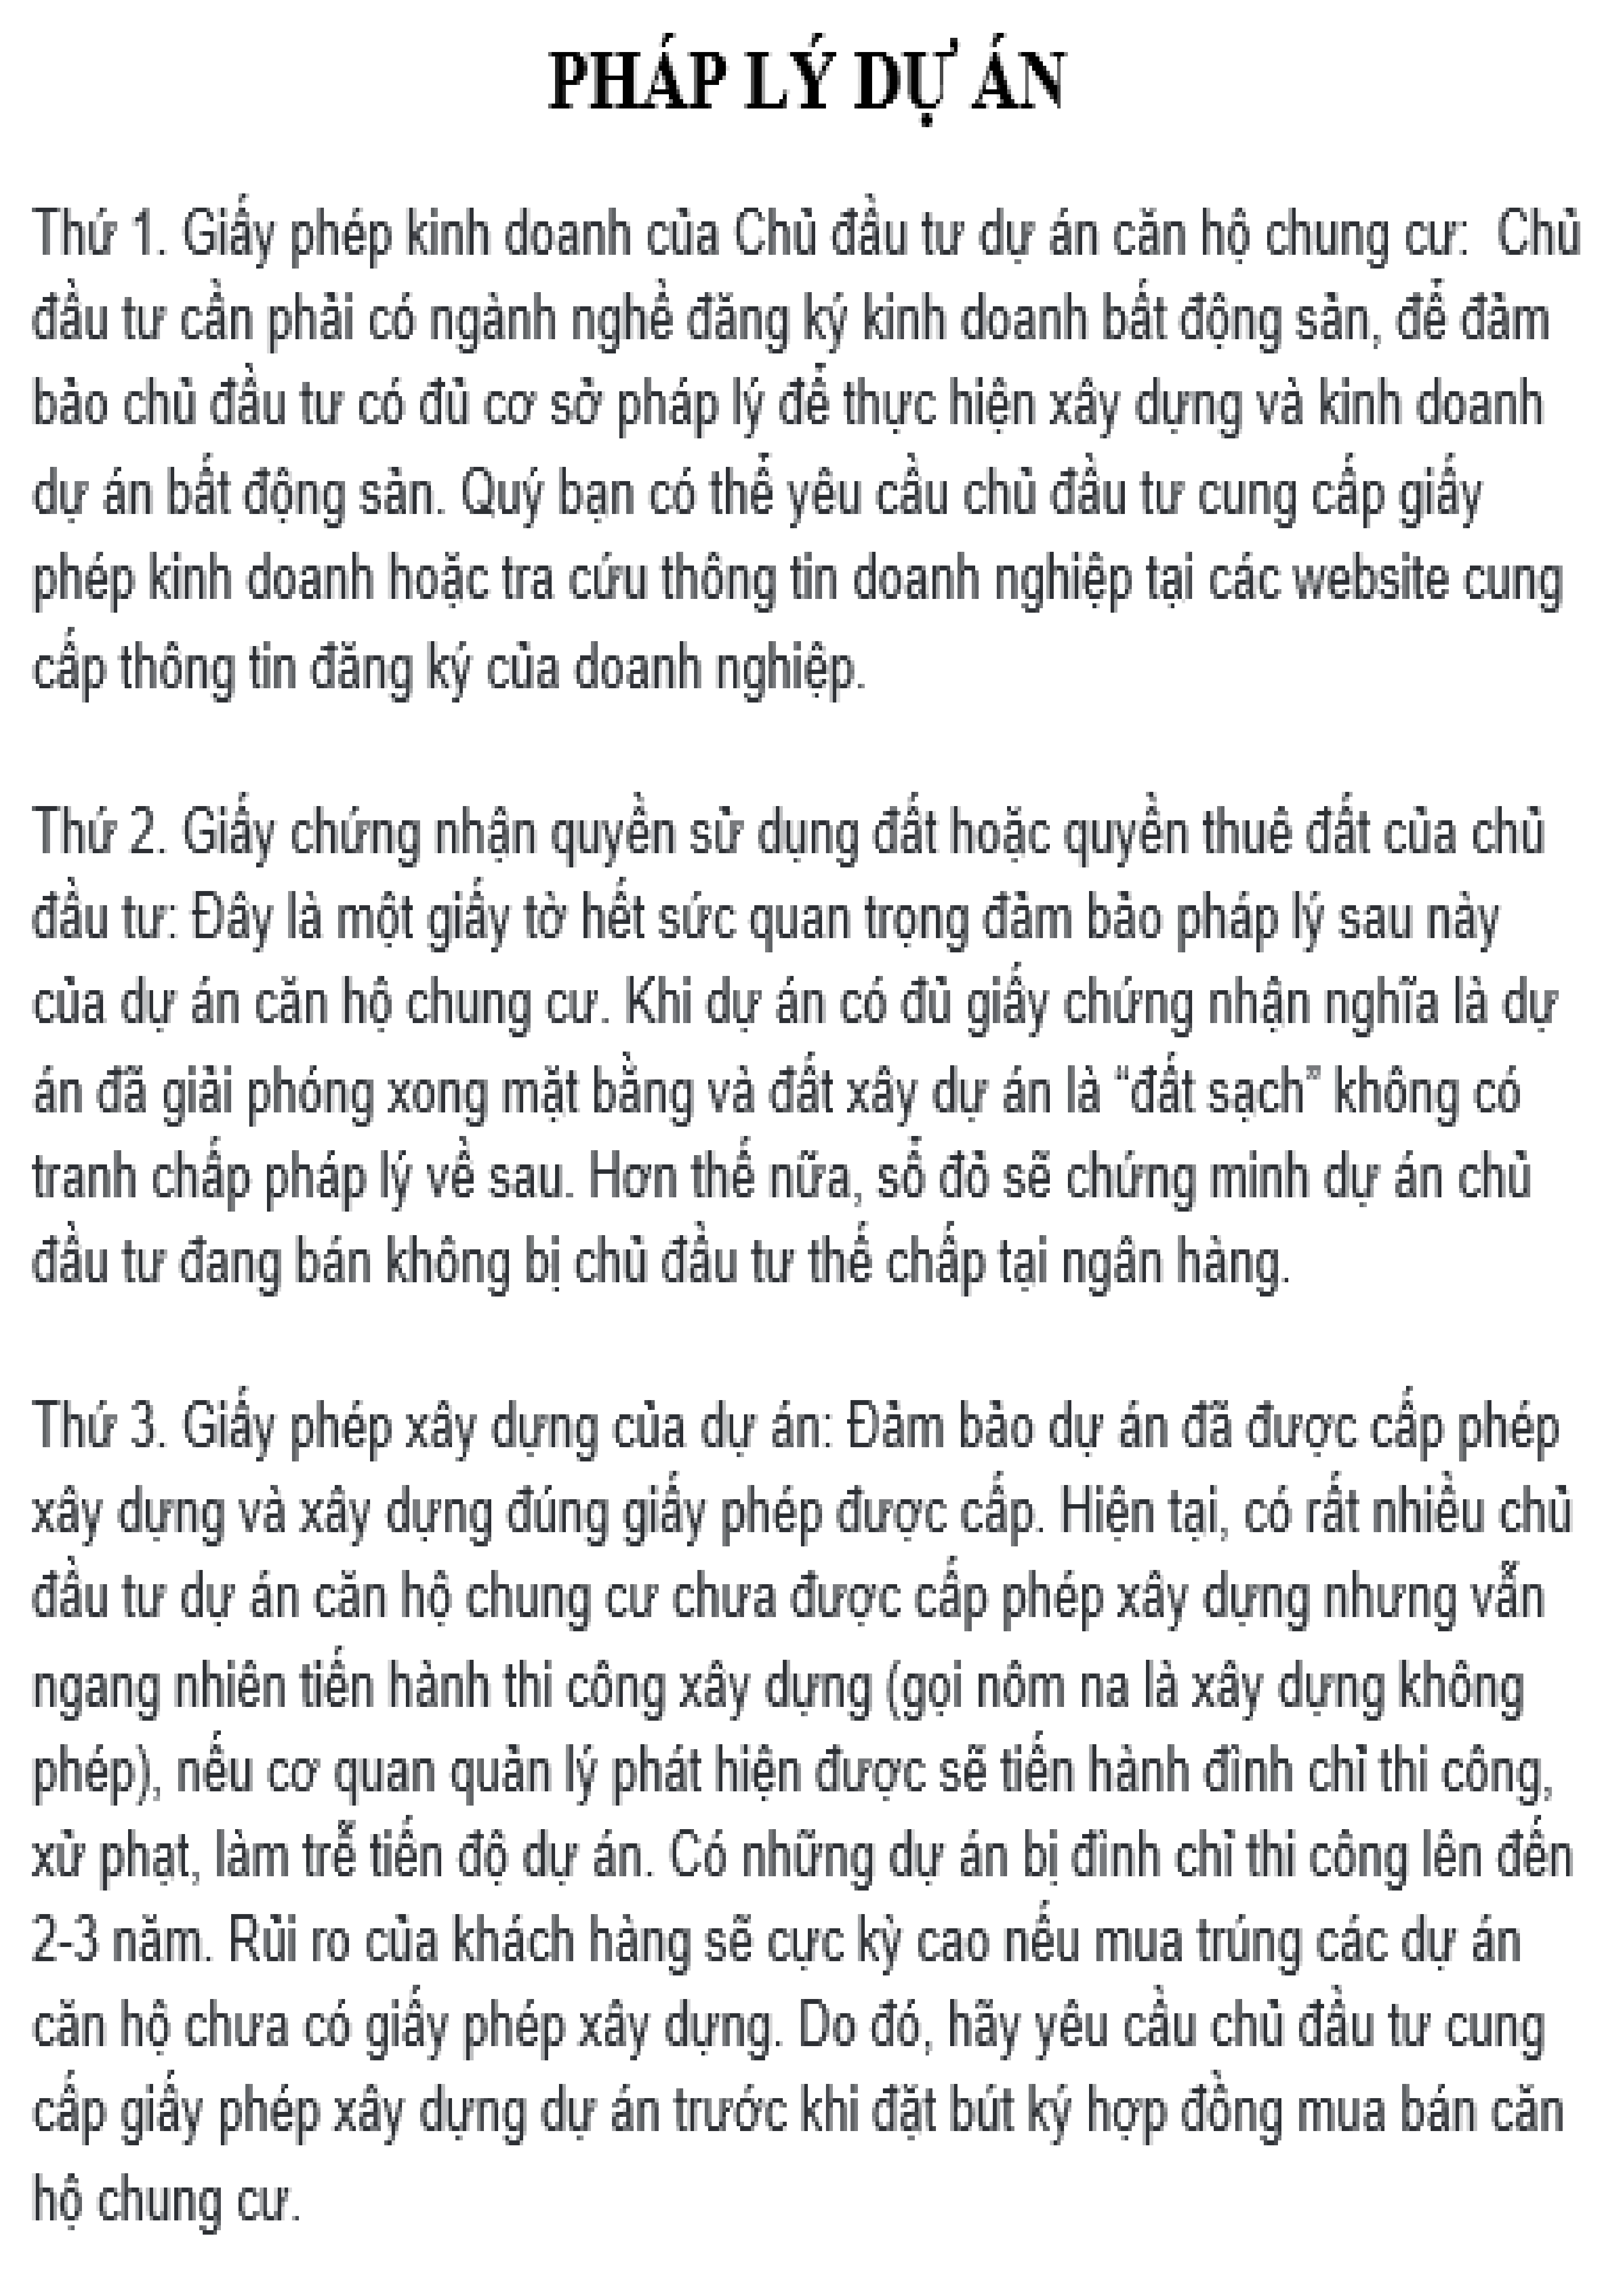 PHÁP LÝ DỰ ÁN
Thứ 1. Giấy phép kinh doanh của Chủ đầu tư dự án căn hộ chung cư:  Chủ
đầu tư cần phải có ngành nghề đăng ký kinh doanh bất động sản, để đảm
bảo chủ đầu tư có đủ cơ sở pháp lý để thực hiện xây dựng và kinh doanh
dự án bất động sản. Quý bạn có thể yêu cầu chủ đầu tư cung cấp giấy
phép kinh doanh hoặc tra cứu thông tin doanh nghiệp tại các website cung
cấp thông tin đăng ký của doanh nghiệp.
Thứ 2. Giấy chứng nhận quyền sử dụng đất hoặc quyền thuê đất của chủ
đầu tư: Đây là một giấy tờ hết sức quan trọng đảm bảo pháp lý sau này
của dự án căn hộ chung cư. Khi dự án có đủ giấy chứng nhận nghĩa là dự
án đã giải phóng xong mặt bằng và đất xây dự án là “đất sạch” không có
tranh chấp pháp lý về sau. Hơn thế nữa, sổ đỏ sẽ chứng minh dự án chủ
đầu tư đang bán không bị chủ đầu tư thế chấp tại ngân hàng.
Thứ 3. Giấy phép xây dựng của dự án: Đảm bảo dự án đã được cấp phép
xây dựng và xây dựng đúng giấy phép được cấp. Hiện tại, có rất nhiều chủ
đầu tư dự án căn hộ chung cư chưa được cấp phép xây dựng nhưng vẫn
ngang nhiên tiến hành thi công xây dựng (gọi nôm na là xây dựng không
phép), nếu cơ quan quản lý phát hiện được sẽ tiến hành đình chỉ thi công,
xử phạt, làm trễ tiến độ dự án. Có những dự án bị đình chỉ thi công lên đến
2-3 năm. Rủi ro của khách hàng sẽ cực kỳ cao nếu mua trúng các dự án
căn hộ chưa có giấy phép xây dựng. Do đó, hãy yêu cầu chủ đầu tư cung
cấp giấy phép xây dựng dự án trước khi đặt bút ký hợp đồng mua bán căn
hộ chung cư.